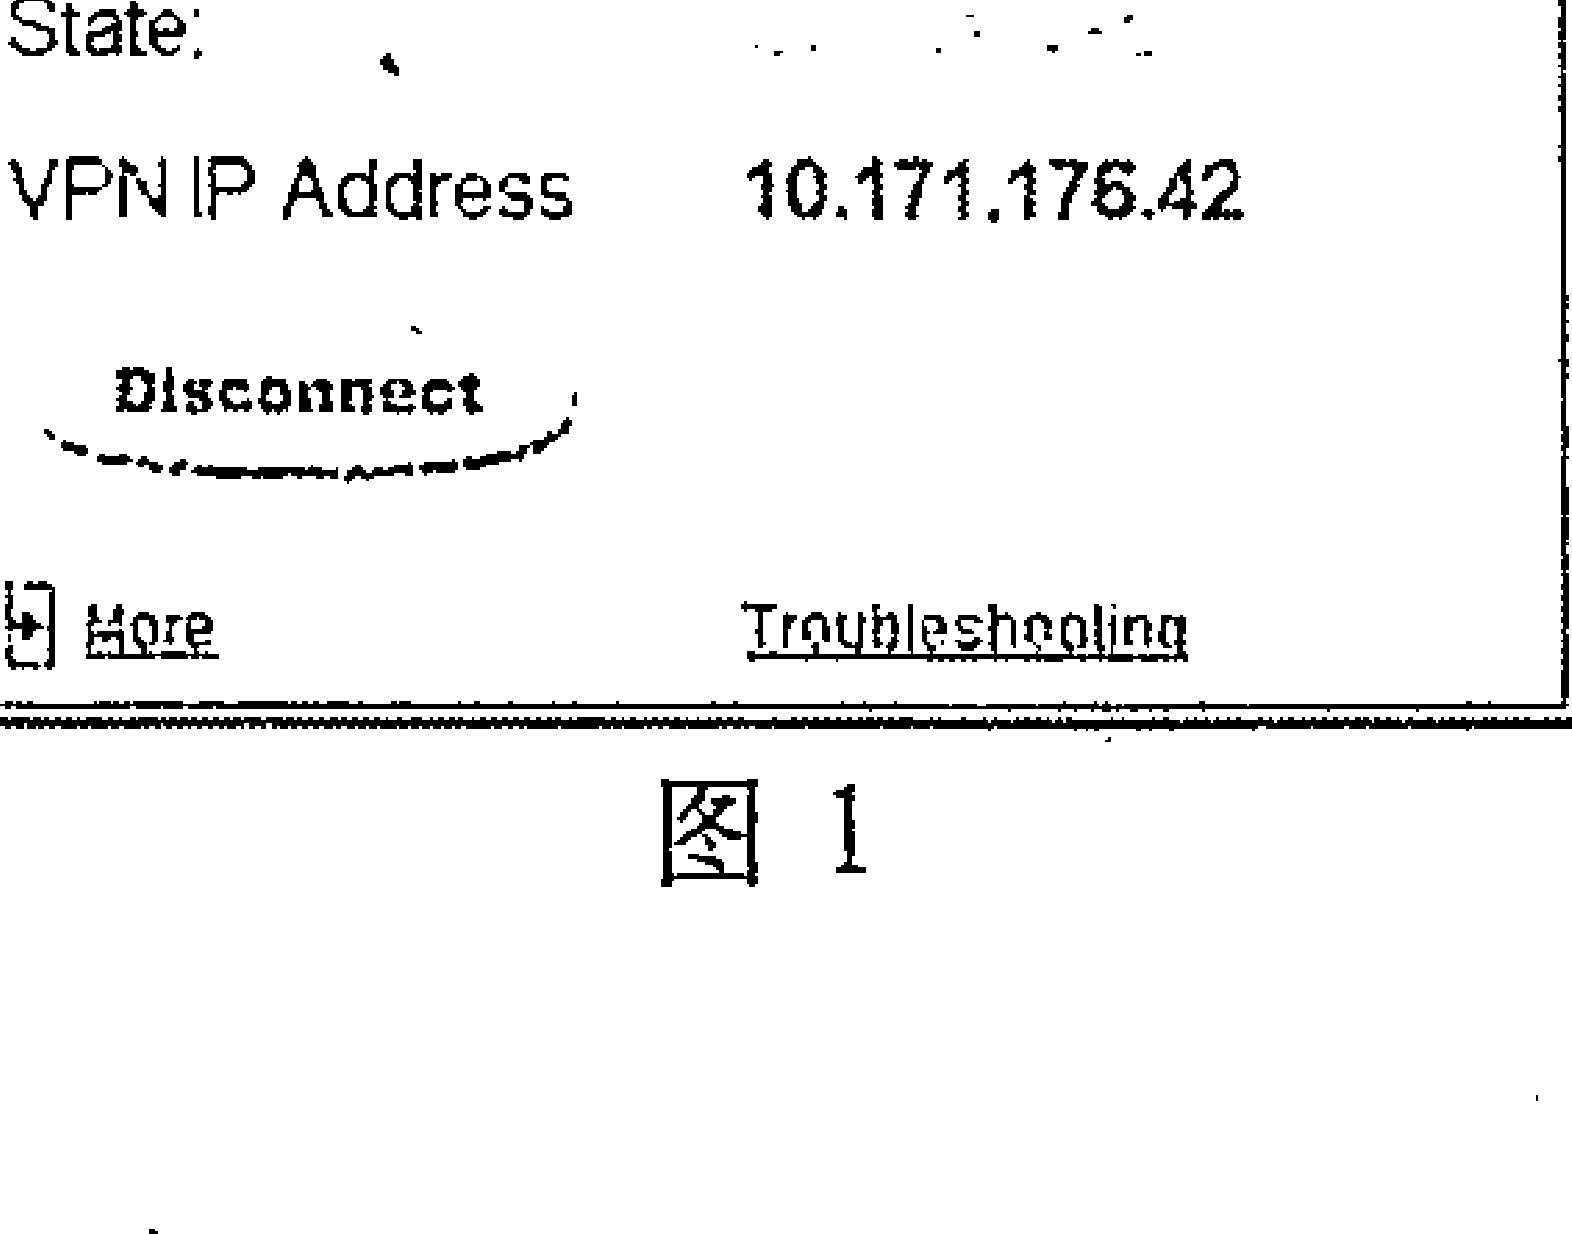 State:
VPN IP Address 10.171.176.42
Disconnect
More Troubleshooting
图 1